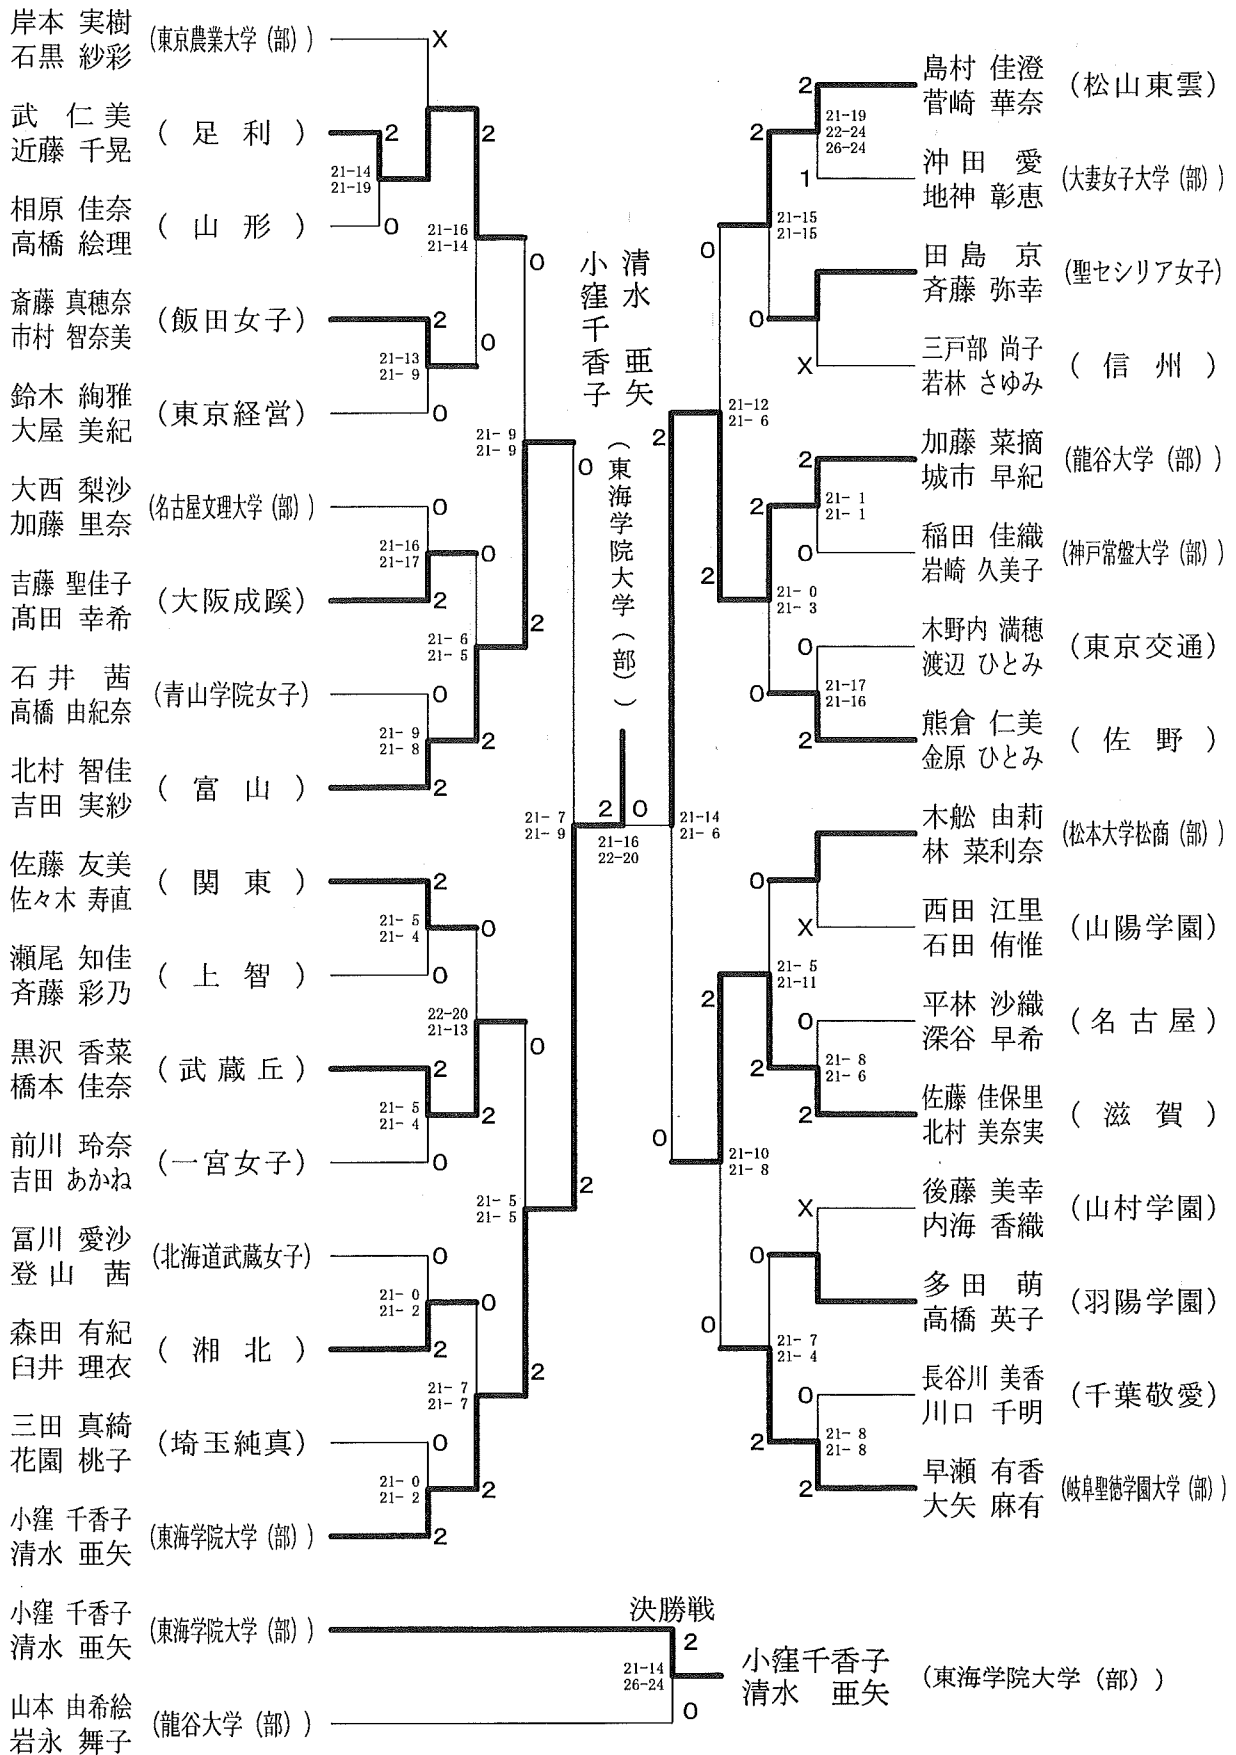 岸本 実樹
石黒 紗彩
(東京農業大学（部）)
X
武 仁美
近藤 千晃
(足利)
2
21-14
21-19
2
相原 佳奈
高橋 絵理
(山形)
0
21-16
21-14
0
斎藤 真穂奈
市村 智奈美
(飯田女子)
2
21-13
21- 9
0
鈴木 絢雅
大屋 美紀
(東京経営)
0
21- 9
21- 9
0
大西 梨沙
加藤 里奈
(名古屋文理大学（部）)
0
21-16
21-17
0
吉藤 聖佳子
髙田 幸希
(大阪成蹊)
2
21- 6
21- 5
2
石井 茜
高橋 由紀奈
(青山学院女子)
0
21- 9
21- 8
2
北村 智佳
吉田 実紗
(富山)
2
21- 7
21- 9
佐藤 友美
佐々木 寿直
(関東)
2
21- 5
21- 4
0
瀬尾 知佳
斉藤 彩乃
(上智)
0
22-20
21-13
0
黒沢 香菜
橋本 佳奈
(武蔵丘)
2
21- 5
21- 4
2
前川 玲奈
吉田 あかね
(一宮女子)
0
21- 5
21- 5
2
冨川 愛沙
登山 茜
(北海道武蔵女子)
0
21- 0
21- 2
0
森田 有紀
臼井 理衣
(湘北)
2
21- 7
21- 7
2
三田 真綺
花園 桃子
(埼玉純真)
0
21- 0
21- 2
2
小窪 千香子
清水 亜矢
(東海学院大学（部）)
2
清水 亜矢
小窪千香子
(東海学院大学（部）)
2
0
21-16
22-20
島村 佳澄
菅崎 華奈
(松山東雲)
2
21-19
22-24
26-24
2
沖田 愛
地神 彰恵
(大妻女子大学（部）)
1
21-15
21-15
0
田島 京
斉藤 弥幸
(聖セシリア女子)
0
三戸部 尚子
若林 さゆみ
(信州)
X
21-12
21- 6
2
加藤 菜摘
城市 早紀
(龍谷大学（部）)
2
21- 1
21- 1
2
稲田 佳織
岩崎 久美子
(神戸常盤大学（部）)
0
21- 0
21- 3
2
木野内 満穂
渡辺 ひとみ
(東京交通)
0
21-17
21-16
0
熊倉 仁美
金原 ひとみ
(佐野)
2
21-14
21- 6
木舩 由莉
林 菜利奈
(松本大学松商（部）)
0
西田 江里
石田 侑惟
(山陽学園)
X
21- 5
21-11
2
平林 沙織
深谷 早希
(名古屋)
0
21- 8
21- 6
2
佐藤 佳保里
北村 美奈実
(滋賀)
2
21-10
21- 8
0
後藤 美幸
内海 香織
(山村学園)
X
0
多田 萌
高橋 英子
(羽陽学園)
21- 7
21- 4
0
長谷川 美香
川口 千明
(千葉敬愛)
0
21- 8
21- 8
2
早瀬 有香
大矢 麻有
(岐阜聖徳学園大学（部）)
2
決勝戦
小窪 千香子
清水 亜矢
(東海学院大学（部）)
2
21-14
26-24
小窪千香子
清水 亜矢
(東海学院大学（部）)
山本 由希絵
岩永 舞子
(龍谷大学（部）)
0